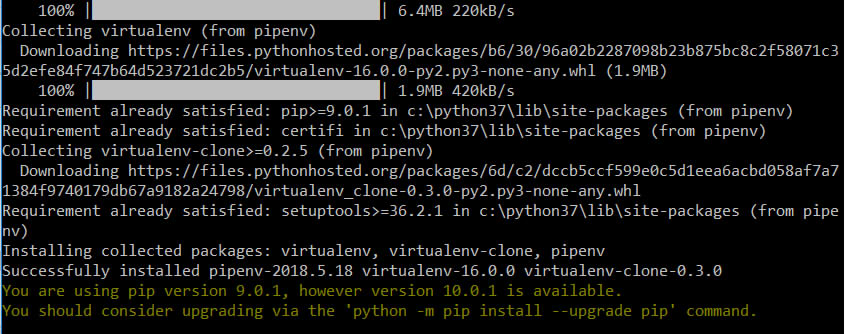 100% |████████████████████████████████| 6.4MB 220kB/s
Collecting virtualenv (from pipenv)
Downloading https://files.pythonhosted.org/packages/b6/30/96a02b2287098b23b875bc8c2f58071c3
5d2efe84f747b64d523721dc2b5/virtualenv-16.0.0-py2.py3-none-any.whl (1.9MB)
100% |████████████████████████████████| 1.9MB 420kB/s
Requirement already satisfied: pip>=9.0.1 in c:\python37\lib\site-packages (from pipenv)
Requirement already satisfied: certifi in c:\python37\lib\site-packages (from pipenv)
Collecting virtualenv-clone>=0.2.5 (from pipenv)
Downloading https://files.pythonhosted.org/packages/6d/c2/dccb5ccf599e0c5d1eea6acbd058af7a7
1384f9740179db67a9182a24798/virtualenv_clone-0.3.0-py2.py3-none-any.whl
Requirement already satisfied: setuptools>=36.2.1 in c:\python37\lib\site-packages (from pipe
nv)
Installing collected packages: virtualenv, virtualenv-clone, pipenv
Successfully installed pipenv-2018.5.18 virtualenv-16.0.0 virtualenv-clone-0.3.0
You are using pip version 9.0.1, however version 10.0.1 is available.
You should consider upgrading via the 'python -m pip install --upgrade pip' command.